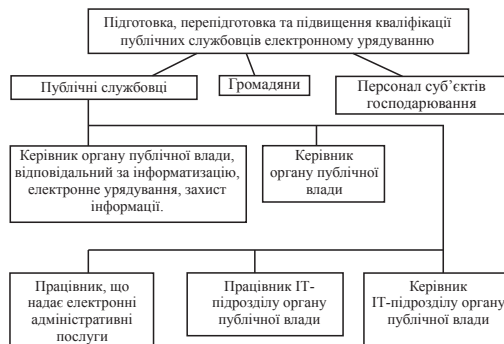 Підготовка, перепідготовка та підвищення кваліфікації
публічних службовців електронному урядуванню
Публічні службовці
Громадяни
Персонал суб’єктів
господарювання
Керівник органу публічної влади,
відповідальний за інформатизацію,
електронне урядування, захист
інформації.
Керівник
органу публічної
влади
Працівник, що
надає електронні
адміністративні
послуги
Працівник ІТ-
підрозділу органу
публічної влади
Керівник
ІТ-підрозділу органу
публічної влади